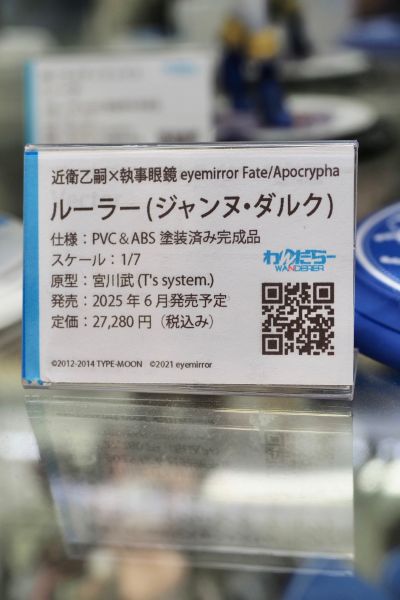 近衛乙嗣×執事眼鏡 eyemirror Fate/Apocrypha
ルーラー(ジャンヌ・ダルク)
仕様：PVC＆ABS 塗装済み完成品
スケール：1/7
原型：宮川武 (T's system.)
発売：2025年6月発売予定
定価：27,280円（税込み）
わんだらー
WANDERER
©2012-2014 TYPE-MOON ©2021 eyemirror